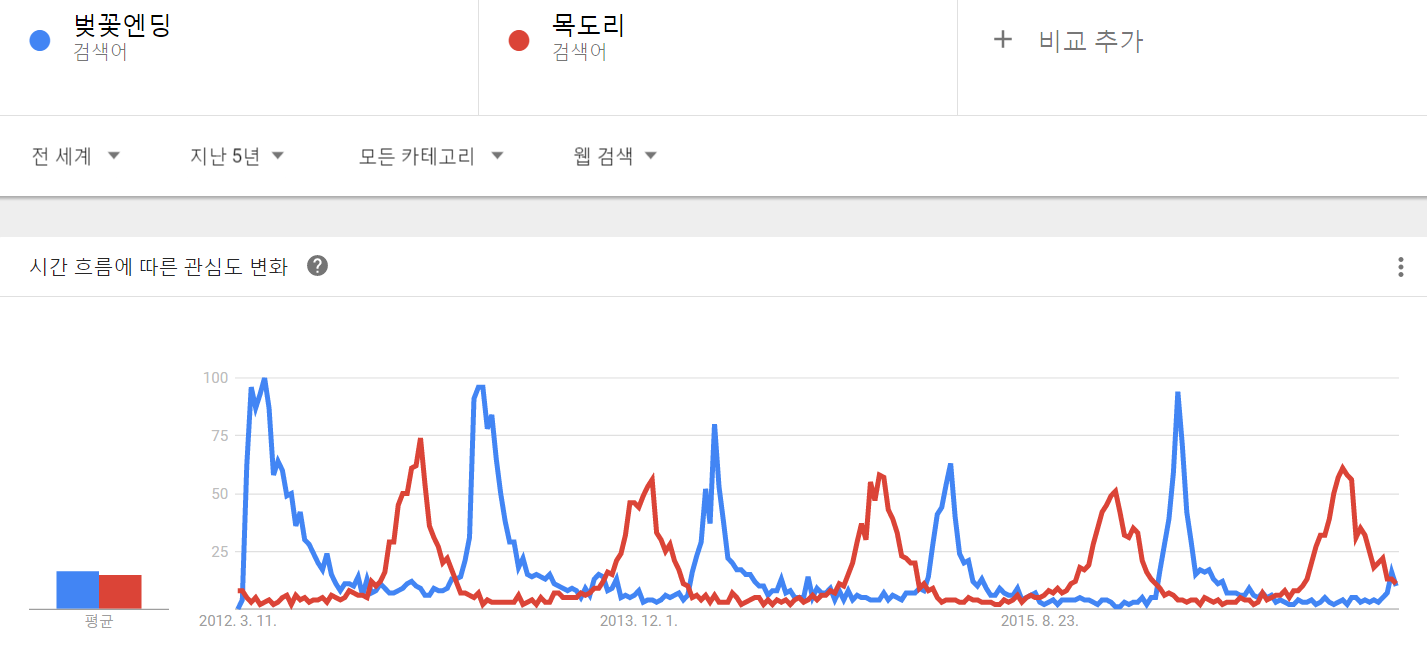 벚꽃엔딩
검색어
목도리
검색어
+ 비교 추가
전 세계
지난 5년
모든 카테고리
웹 검색
시간 흐름에 따른 관심도 변화 ?
100
75
50
25
평균
2012. 3. 11.
2013. 12. 1.
2015. 8. 23.